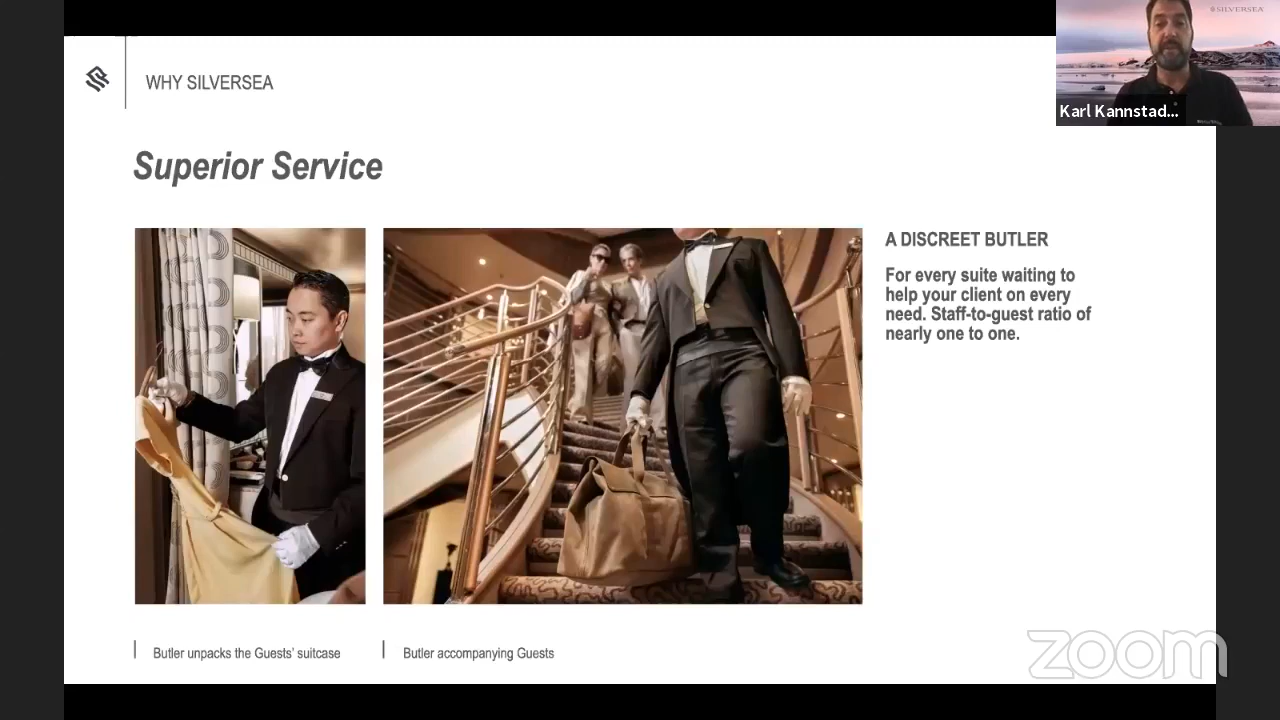 SILVERSEA
WHY SILVERSEA
Karl Kannstad...
Superior Service
A DISCREET BUTLER
For every suite waiting to
help your client on every
need. Staff-to-guest ratio of
nearly one to one.
Butler unpacks the Guests' suitcase
Butler accompanying Guests
zoom